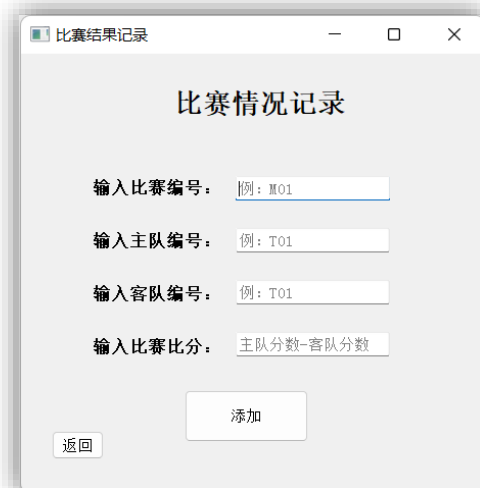 比赛结果记录
比赛情况记录
输入比赛编号： 例：M01
输入主队编号： 例：T01
输入客队编号： 例：T01
输入比赛比分： 主队分数-客队分数
添加
返回